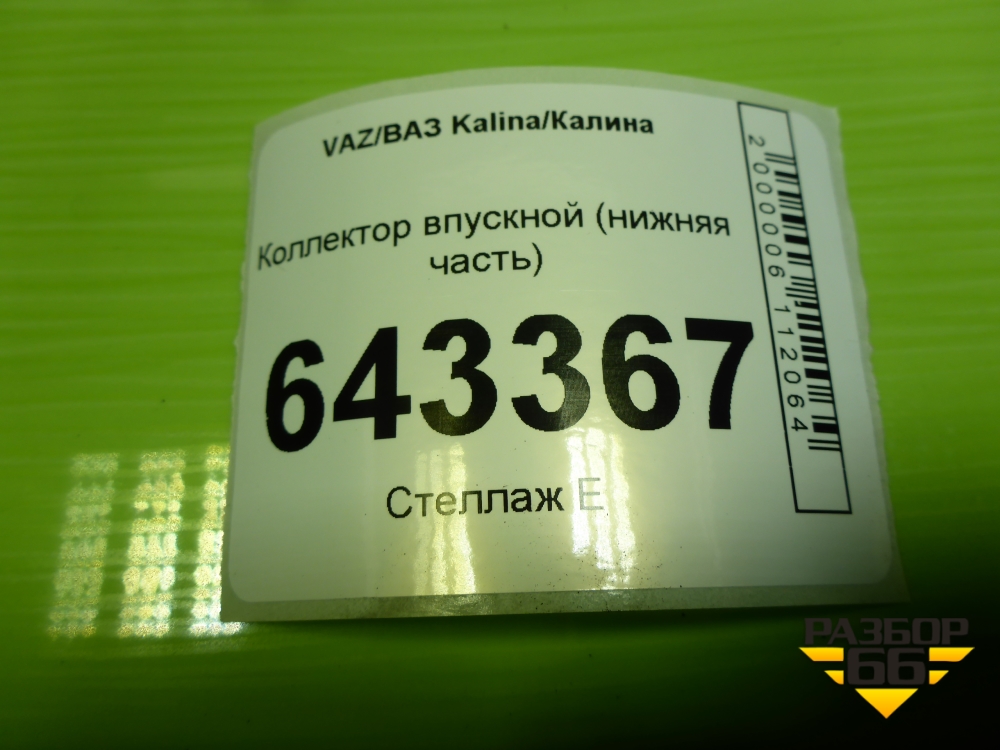 VAZ/ВАЗ Kalina/Калина
Коллектор впускной (нижняя
часть)
643367
Стеллаж Е
2000006112064
РАЗБОР
66